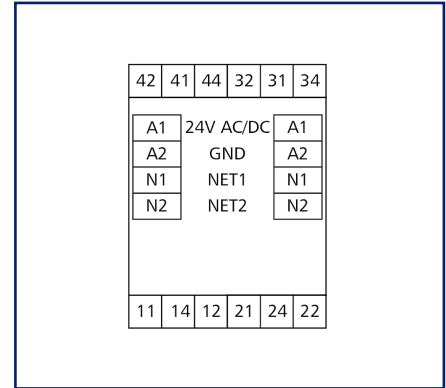 42 41 44 32 31 34
A1 24V AC/DC A1
A2 GND A2
N1 NET1 N1
N2 NET2 N2
11 14 12 21 24 22